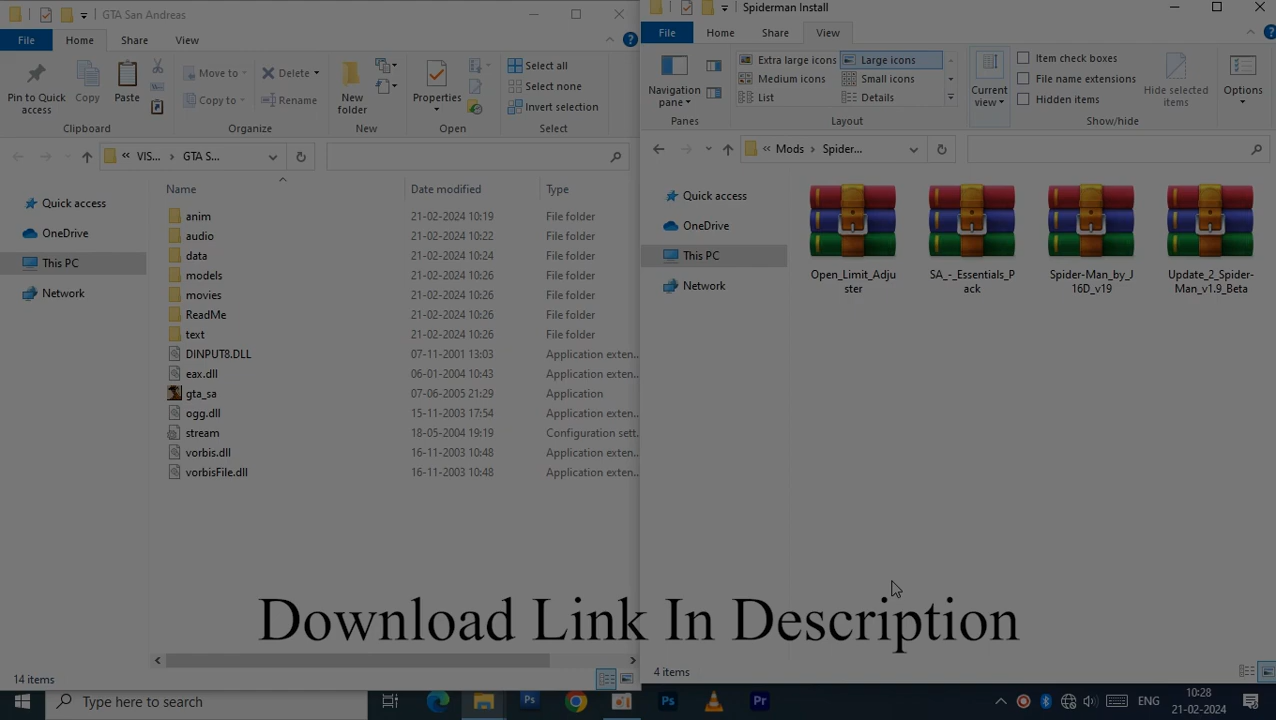 GTA San Andreas
File
Home
Share
View
Pin to Quick access
Copy
Paste
Move to
Copy to
Delete
Rename
New folder
Properties
Select all
Select none
Invert selection
Clipboard
Organize
New
Open
Select
« VIS... > GTA S...
Name
Date modified
Type
Quick access
OneDrive
This PC
Network
anim 21-02-2024 10:19 File folder
audio 21-02-2024 10:22 File folder
data 21-02-2024 10:24 File folder
models 21-02-2024 10:26 File folder
movies 21-02-2024 10:26 File folder
ReadMe 21-02-2024 10:26 File folder
text 21-02-2024 10:26 File folder
DINPUT8.DLL 07-11-2001 13:03 Application exten...
eax.dll 06-01-2004 10:43 Application exten...
gta_sa 07-06-2005 21:29 Application
ogg.dll 15-11-2003 17:54 Application exten...
stream 18-05-2004 19:19 Configuration sett...
vorbis.dll 16-11-2003 10:48 Application exten...
vorbisFile.dll 16-11-2003 10:48 Application exten...
14 items
Spiderman Install
File
Home
Share
View
Navigation pane
Extra large icons
Large icons
Medium icons
Small icons
List
Details
Current view
Item check boxes
File name extensions
Hidden items
Hide selected items
Options
Panes
Layout
Show/hide
« Mods > Spider...
Quick access
OneDrive
This PC
Network
Open_Limit_Adju
ster
SA_-_Essentials_P
ack
Spider-Man_by_J
16D_v19
Update_2_Spider-
Man_v1.9_Beta
4 items
Download Link In Description
Type here to search
Ps
Ps
Pr
ENG
10:28
21-02-2024